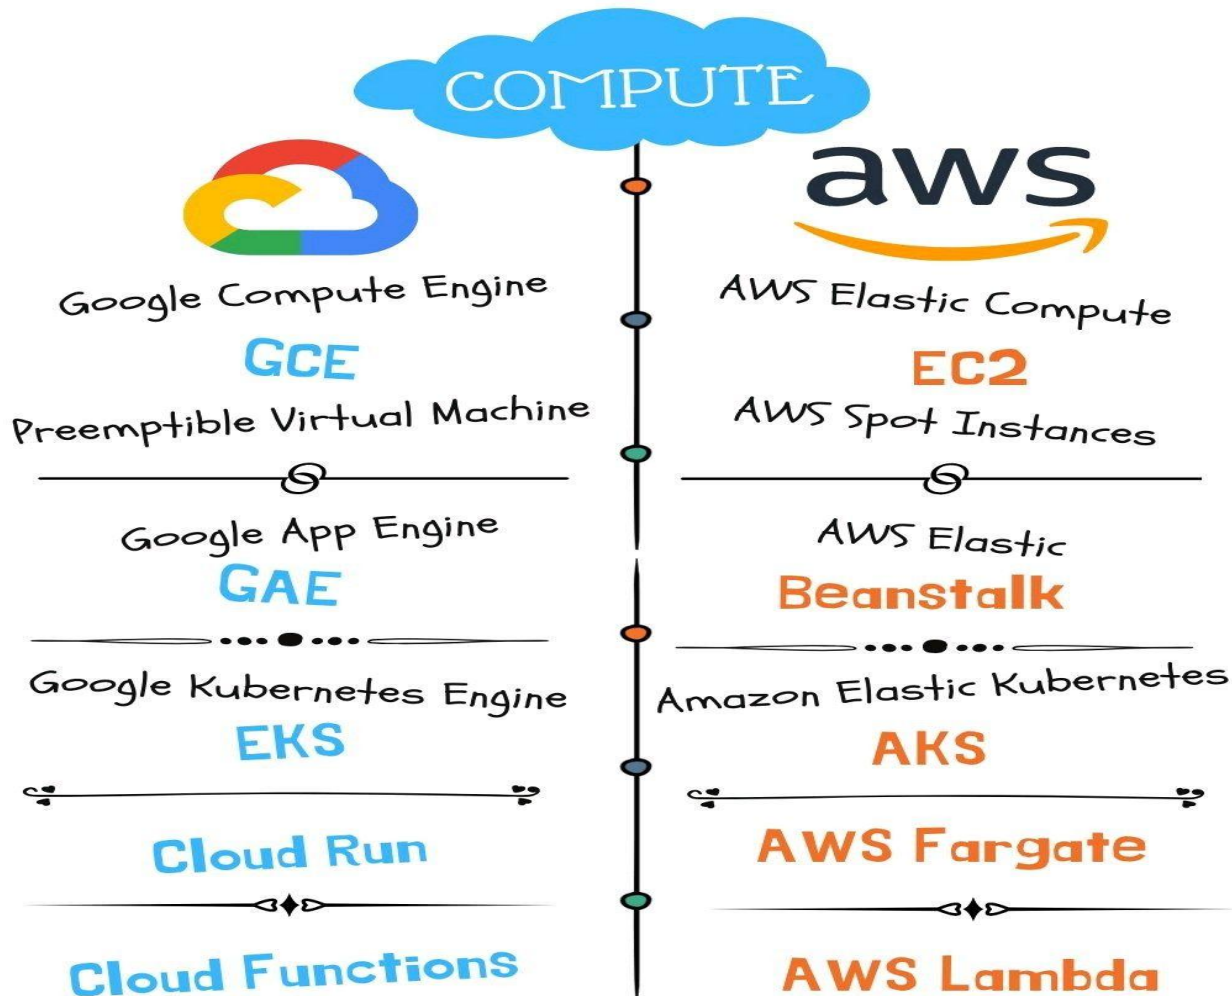 COMPUTE
aws
Google Compute Engine
GCE
Preemptible Virtual Machine
Google App Engine
GAE
Google Kubernetes Engine
EKS
Cloud Run
Cloud Functions
AWS Elastic Compute
EC2
AWS Spot Instances
AWS Elastic
Beanstalk
Amazon Elastic Kubernetes
AKS
AWS Fargate
AWS Lambda